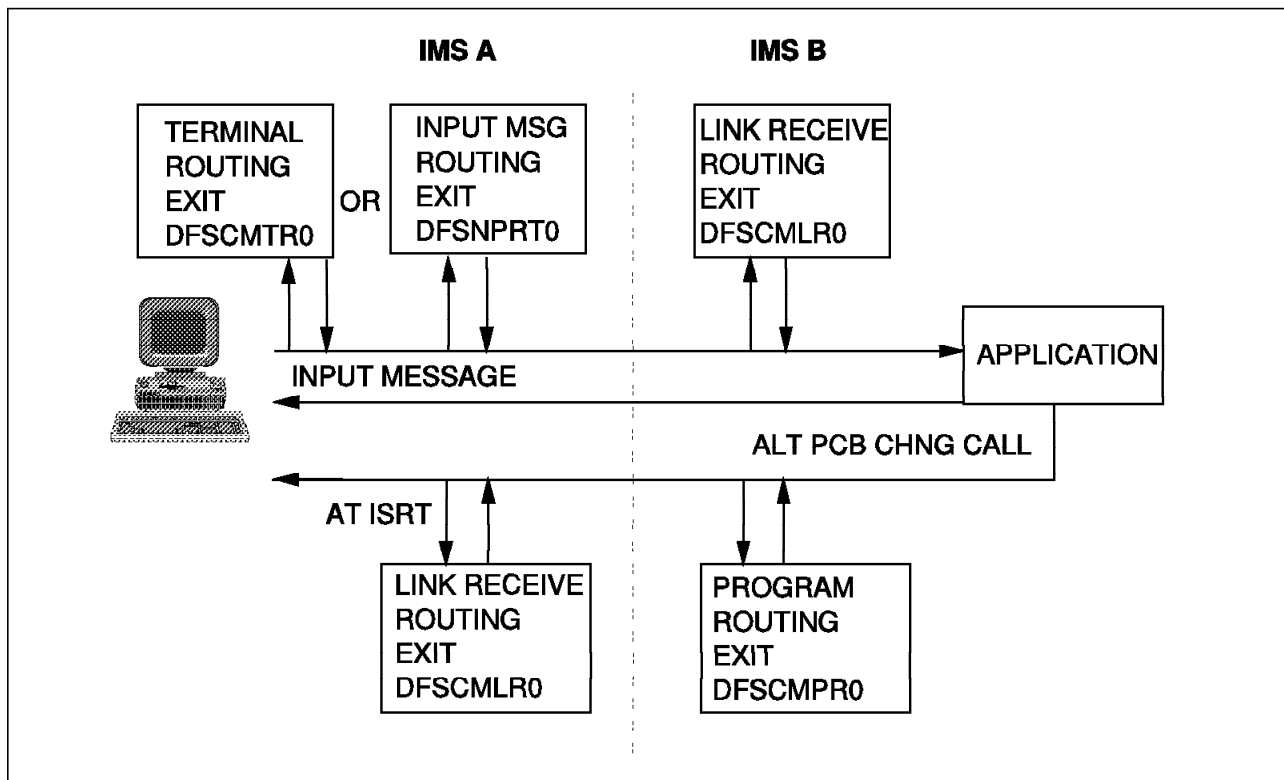 IMS A
IMS B
TERMINAL
ROUTING
EXIT
DFSCMTR0
OR
INPUT MSG
ROUTING
EXIT
DFSNPRT0
LINK RECEIVE
ROUTING
EXIT
DFSCMLR0
APPLICATION
INPUT MESSAGE
ALT PCB CHNG CALL
AT ISRT
LINK RECEIVE
ROUTING
EXIT
DFSCMLR0
PROGRAM
ROUTING
EXIT
DFSCMPR0